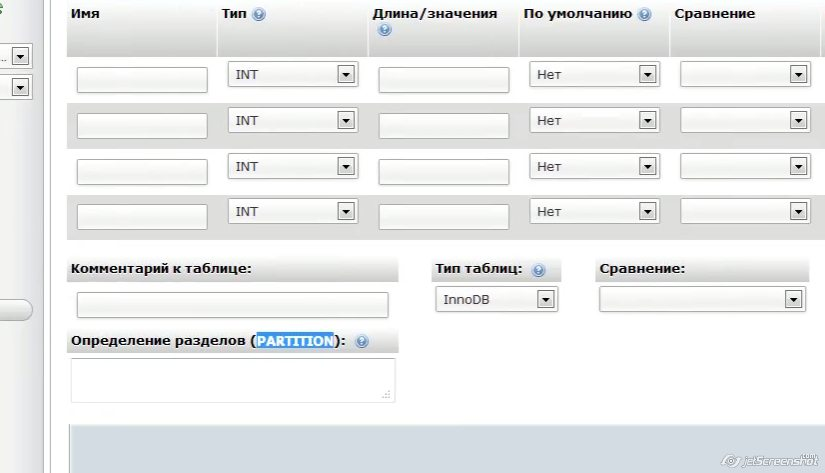 Имя Тип Длина/значения По умолчанию Сравнение
INT Нет
INT Нет
INT Нет
INT Нет
Комментарий к таблице: Тип таблиц: Сравнение:
InnoDB
Определение разделов (PARTITION):
jetScreenshot.com